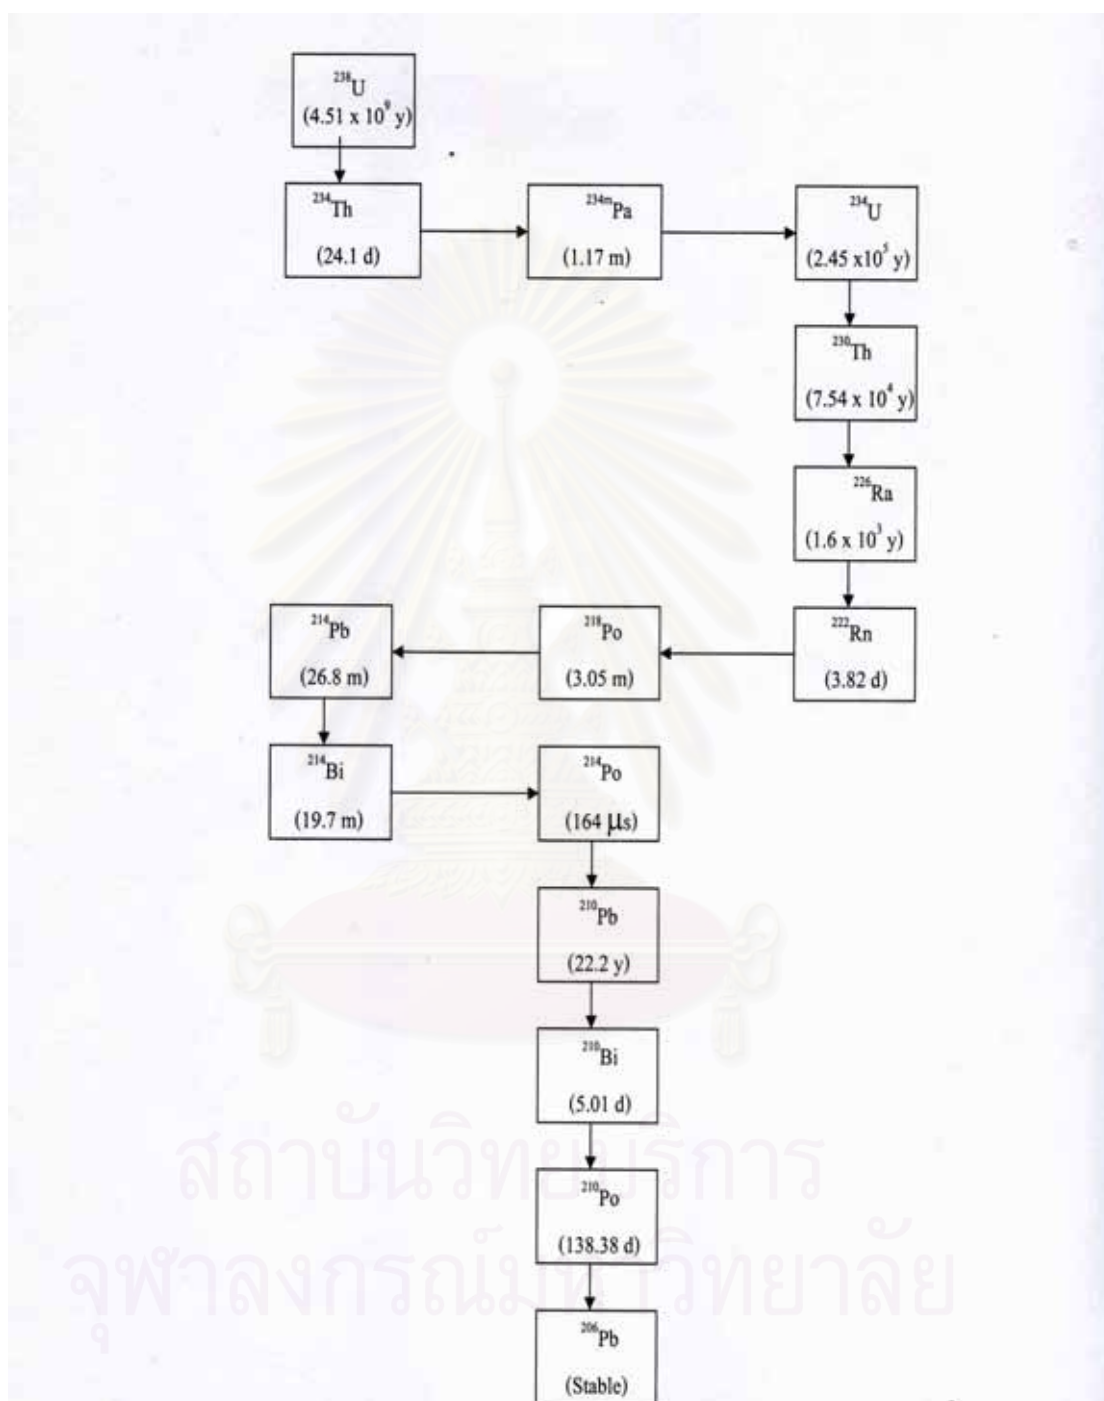 ²³⁸U
(4.51 x 10⁹ y)
²³⁴Th
(24.1 d)
²³⁴ᵐPa
(1.17 m)
²³⁴U
(2.45 x10⁵ y)
²³⁰Th
(7.54 x 10⁴ y)
²²⁶Ra
(1.6 x 10³ y)
²²²Rn
(3.82 d)
²¹⁸Po
(3.05 m)
²¹⁴Pb
(26.8 m)
²¹⁴Bi
(19.7 m)
²¹⁴Po
(164 μs)
²¹⁰Pb
(22.2 y)
²¹⁰Bi
(5.01 d)
²¹⁰Po
(138.38 d)
²⁰⁶Pb
(Stable)
สถาบันวิทยบริการ
จุฬาลงกรณ์มหาวิทยาลัย